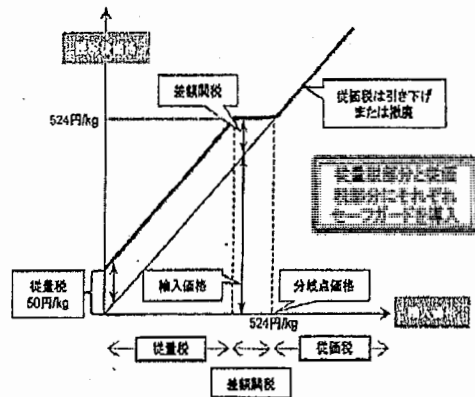 差額関税
524円/kg
従価税は引き下げ
または撤廃
従量税部分と従価
税部分にそれぞれ
セーフガードを導入
従量税
50円/kg
輸入価格
分岐点価格
524円/kg
従量税
従価税
差額関税